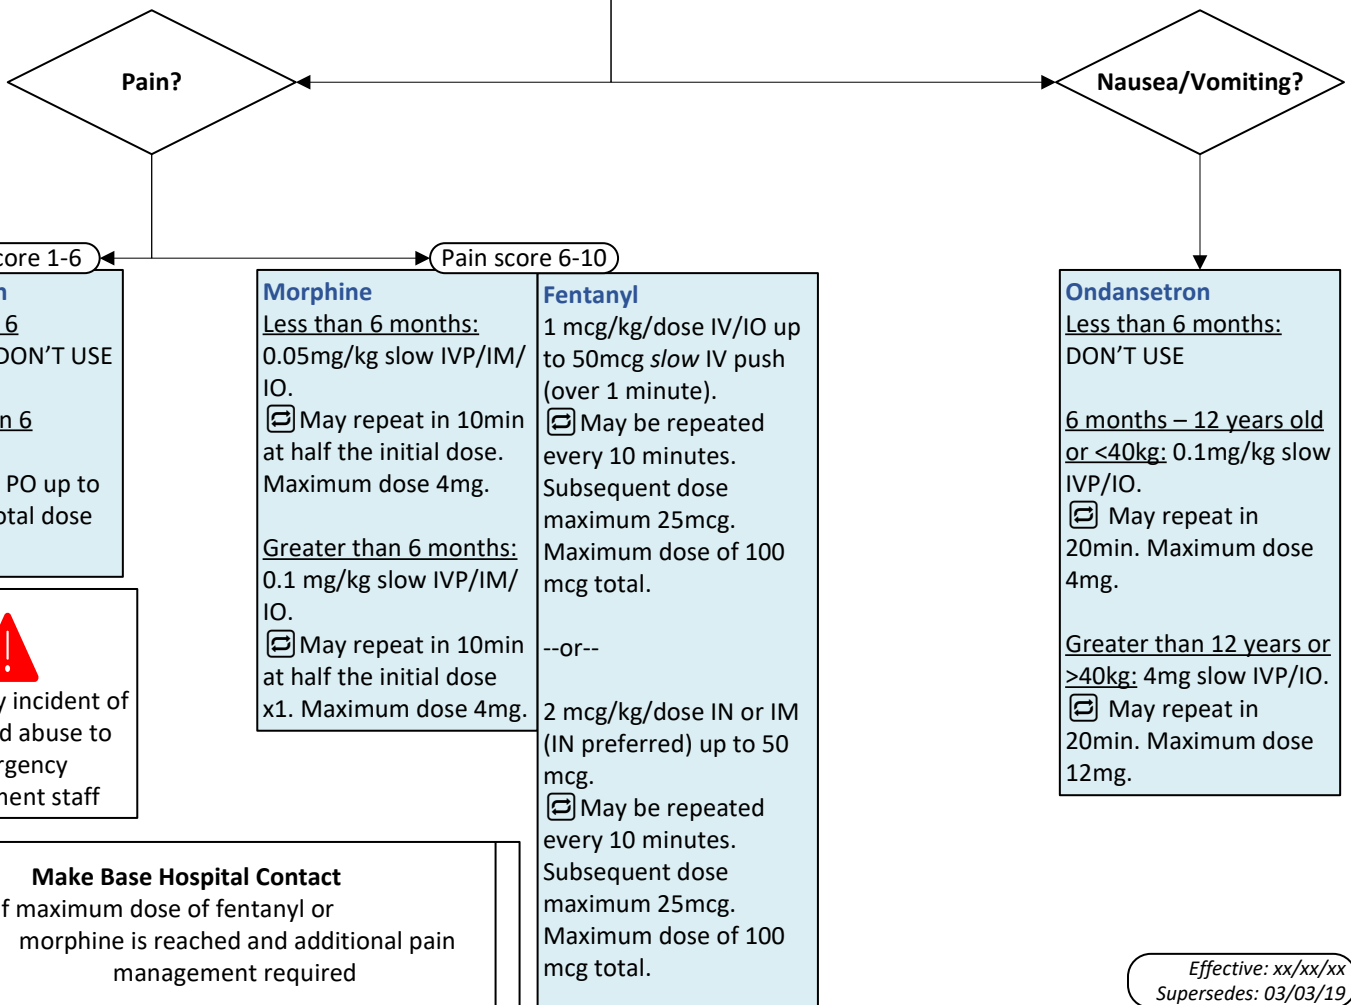 Pain?
Nausea/Vomiting?
core 1-6
Pain score 6-10
6
DON’T USE
n 6
PO up to
otal dose
Morphine
Less than 6 months:
0.05mg/kg slow IVP/IM/
IO.
May repeat in 10min
at half the initial dose.
Maximum dose 4mg.
Greater than 6 months:
0.1 mg/kg slow IVP/IM/
IO.
May repeat in 10min
at half the initial dose
x1. Maximum dose 4mg.
Fentanyl
1 mcg/kg/dose IV/IO up
to 50mcg slow IV push
(over 1 minute).
May be repeated
every 10 minutes.
Subsequent dose
maximum 25mcg.
Maximum dose of 100
mcg total.
--or--
2 mcg/kg/dose IN or IM
(IN preferred) up to 50
mcg.
May be repeated
every 10 minutes.
Subsequent dose
maximum 25mcg.
Maximum dose of 100
mcg total.
Ondansetron
Less than 6 months:
DON’T USE
6 months – 12 years old
or <40kg: 0.1mg/kg slow
IVP/IO.
May repeat in
20min. Maximum dose
4mg.
Greater than 12 years or
>40kg: 4mg slow IVP/IO.
May repeat in
20min. Maximum dose
12mg.
y incident of
d abuse to
rgency
ment staff
Make Base Hospital Contact
f maximum dose of fentanyl or
morphine is reached and additional pain
management required
Effective: xx/xx/xx
Supersedes: 03/03/19